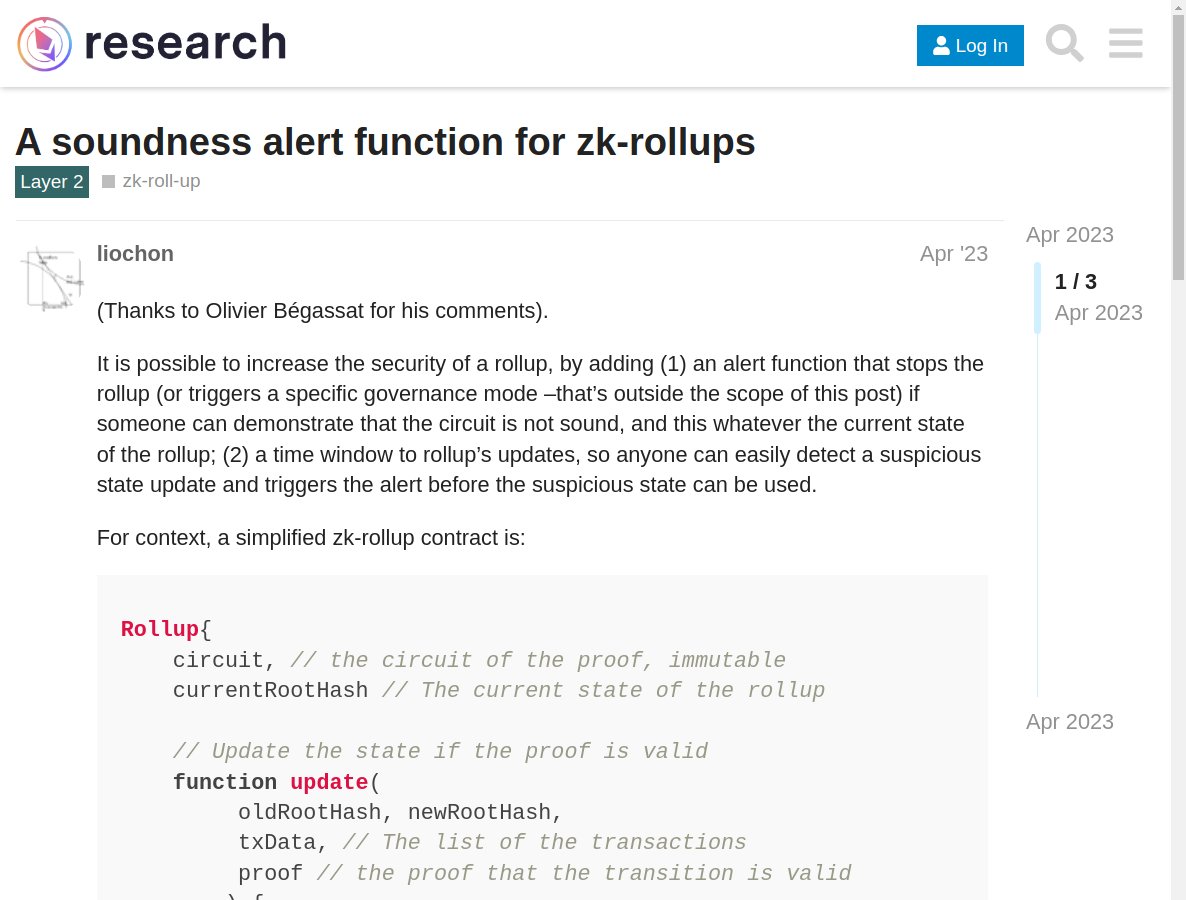 research
Log In
A soundness alert function for zk-rollups
Layer 2
zk-roll-up
liochon
Apr '23
Apr 2023
1 / 3
Apr 2023
(Thanks to Olivier Bégassat for his comments).
It is possible to increase the security of a rollup, by adding (1) an alert function that stops the
rollup (or triggers a specific governance mode –that’s outside the scope of this post) if
someone can demonstrate that the circuit is not sound, and this whatever the current state
of the rollup; (2) a time window to rollup’s updates, so anyone can easily detect a suspicious
state update and triggers the alert before the suspicious state can be used.
For context, a simplified zk-rollup contract is:
Rollup{
circuit, // the circuit of the proof, immutable
currentRootHash // The current state of the rollup
// Update the state if the proof is valid
function update(
oldRootHash, newRootHash,
txData, // The list of the transactions
proof // the proof that the transition is valid
) {
Apr 2023